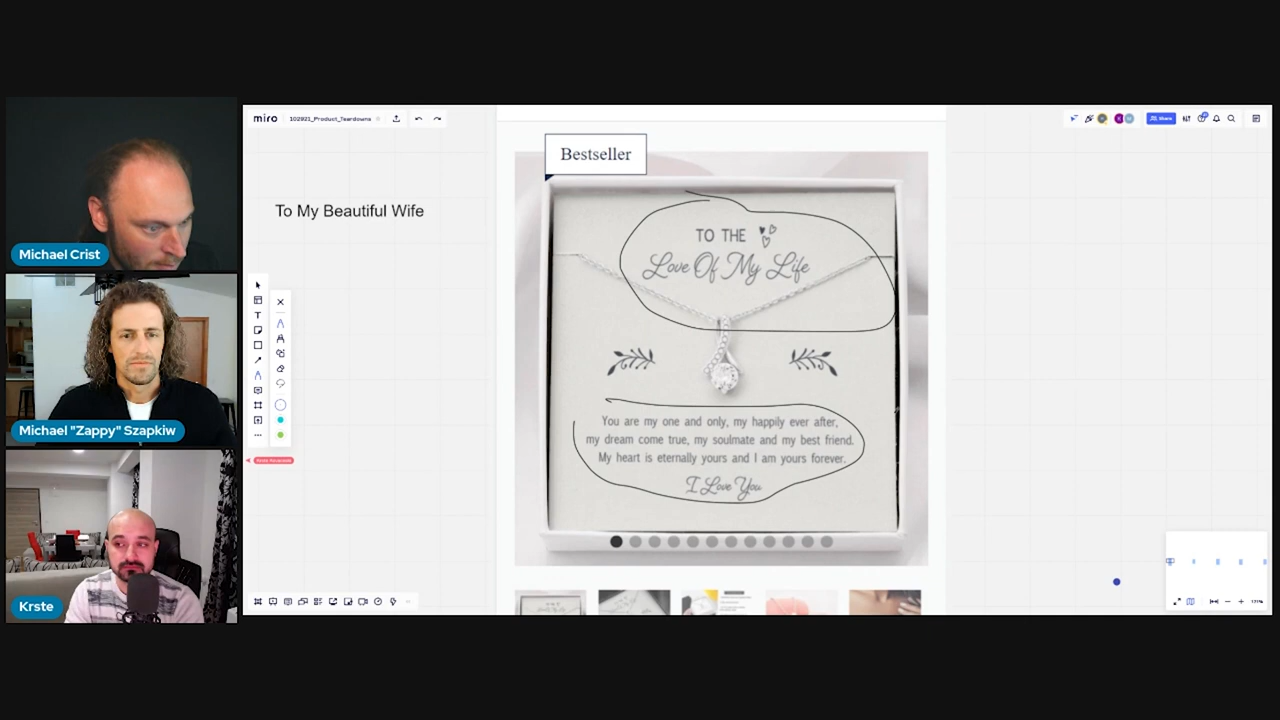 Michael Crist
Michael "Zappy" Szapkiw
Krste
miro
102921_Product_Teardowns
Share
To My Beautiful Wife
Bestseller
TO THE
Love Of My Life
You are my one and only, my happily ever after,
my dream come true, my soulmate and my best friend.
My heart is eternally yours and I am yours forever.
I Love You